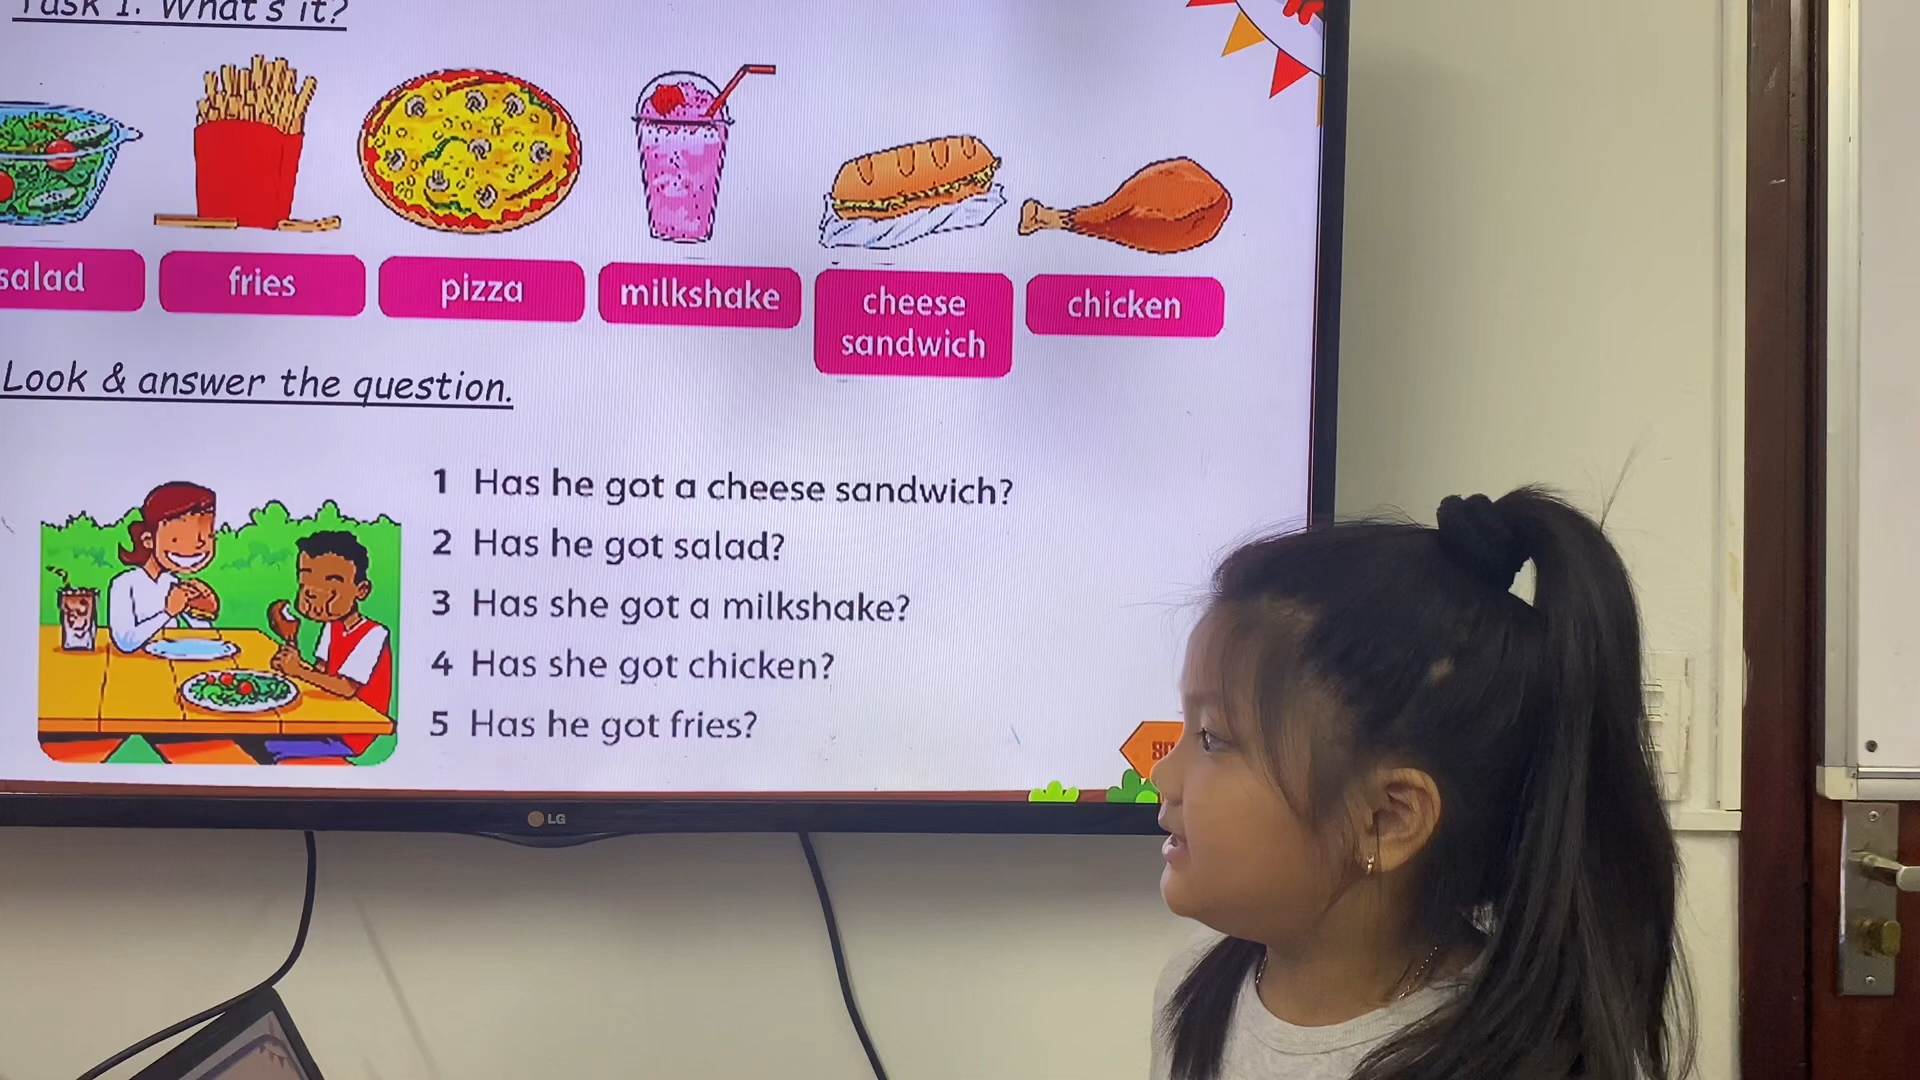 Task 1: What's it?
salad
fries
pizza
milkshake
cheese
sandwich
chicken
Look & answer the question.
1 Has he got a cheese sandwich?
2 Has he got salad?
3 Has she got a milkshake?
4 Has she got chicken?
5 Has he got fries?
LG